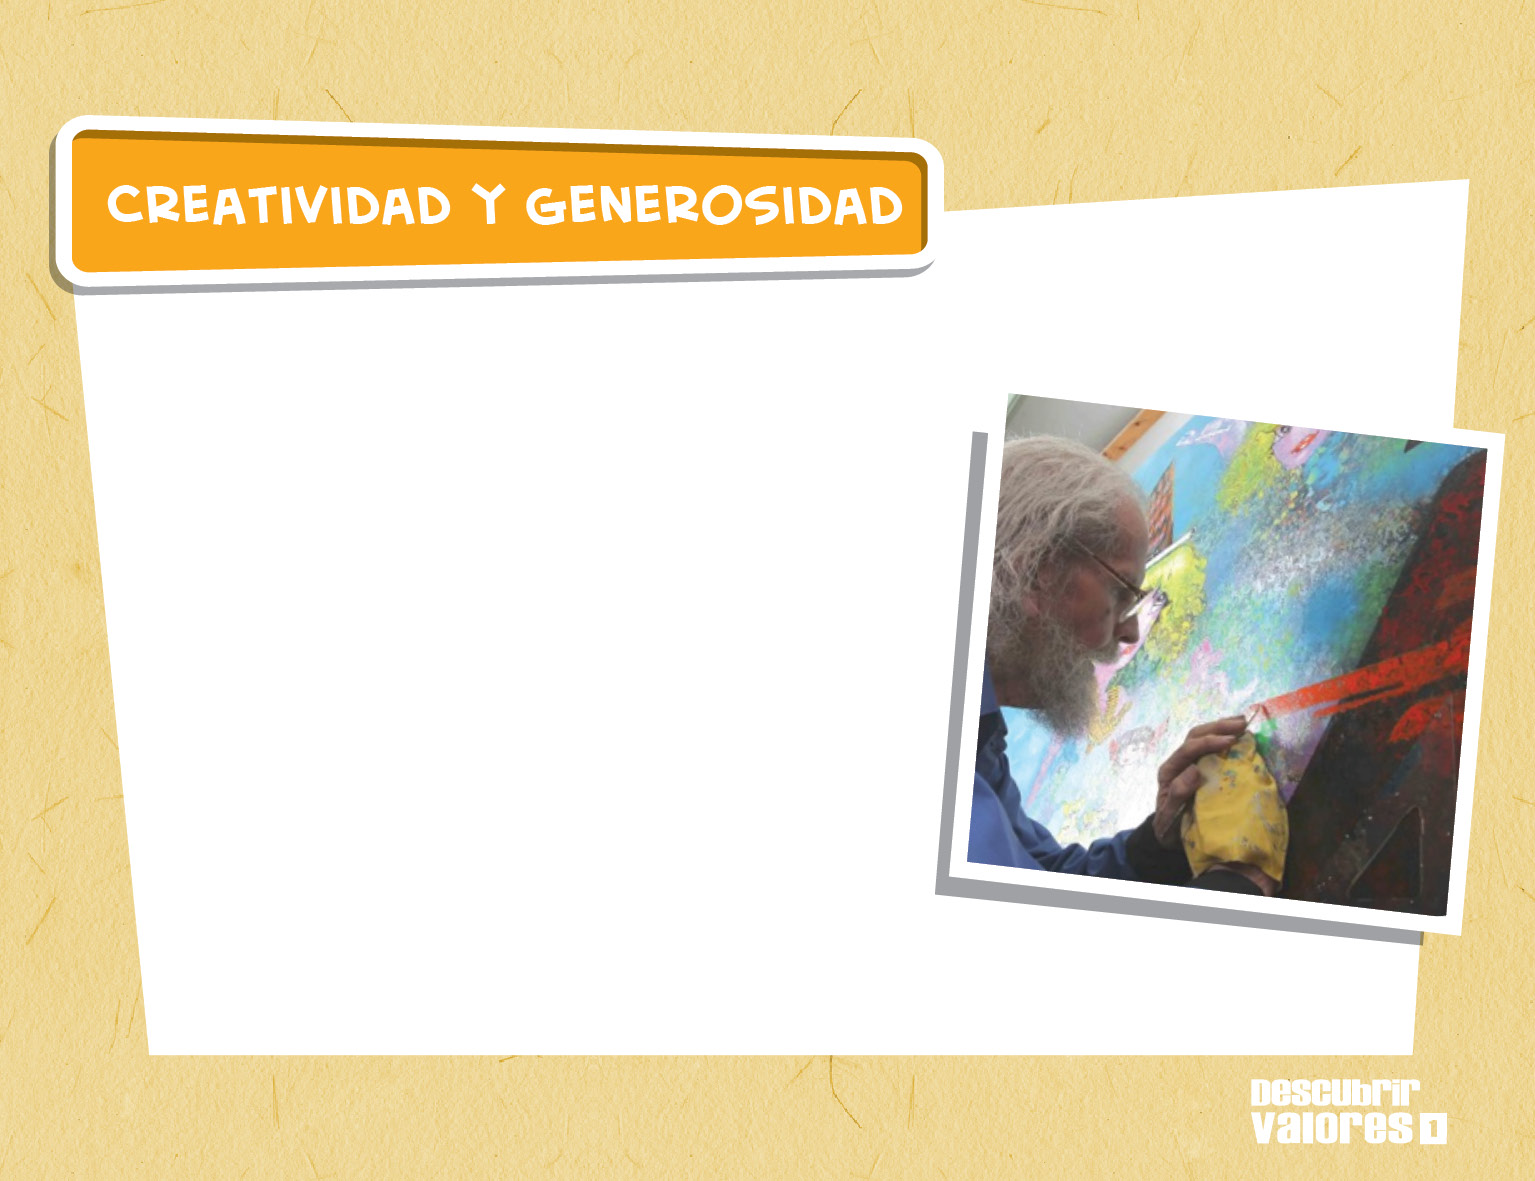 CREATIVIDAD Y GENEROSIDAD
Descubrir
valores 1